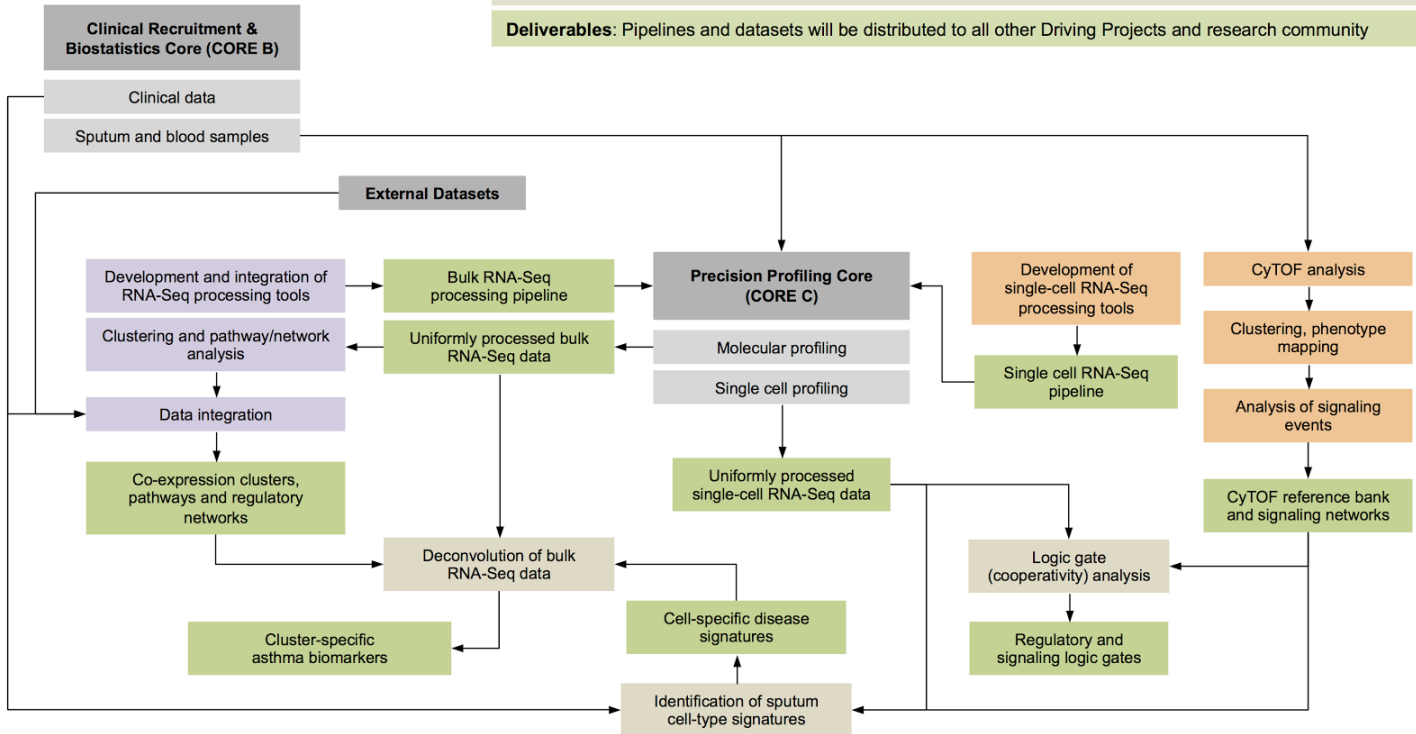 Clinical Recruitment &
Biostatistics Core (CORE B)
Deliverables: Pipelines and datasets will be distributed to all other Driving Projects and research community
Clinical data
Sputum and blood samples
External Datasets
Development and integration of
RNA-Seq processing tools
Bulk RNA-Seq
processing pipeline
Precision Profiling Core
(CORE C)
Development of
single-cell RNA-Seq
processing tools
CyTOF analysis
Clustering and pathway/network
analysis
Uniformly processed bulk
RNA-Seq data
Molecular profiling
Clustering, phenotype
mapping
Single cell profiling
Single cell RNA-Seq
pipeline
Data integration
Analysis of signaling
events
Co-expression clusters,
pathways and regulatory
networks
Uniformly processed
single-cell RNA-Seq data
CyTOF reference bank
and signaling networks
Deconvolution of bulk
RNA-Seq data
Logic gate
(cooperativity) analysis
Cluster-specific
asthma biomarkers
Cell-specific disease
signatures
Regulatory and
signaling logic gates
Identification of sputum
cell-type signatures